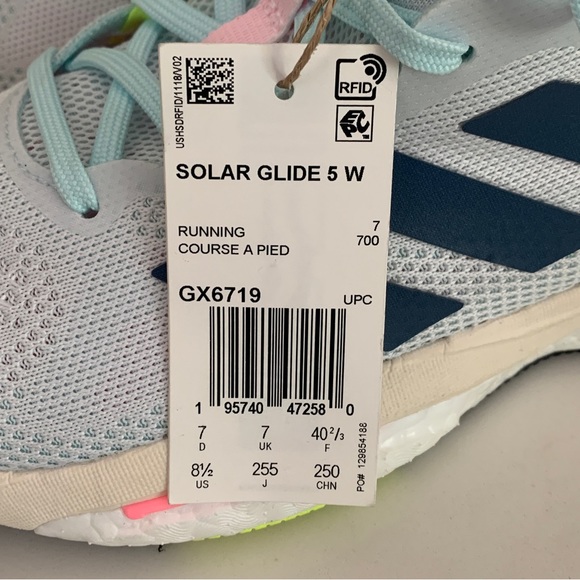 USHSDRFID/1118/V02
RFID
EPC
SOLAR GLIDE 5 W
RUNNING 7
COURSE A PIED 700
GX6719 UPC
1 95740 47258 0
7 7 40 2/3
D UK F
8½ 255 250
US J CHN
PO# 129854188